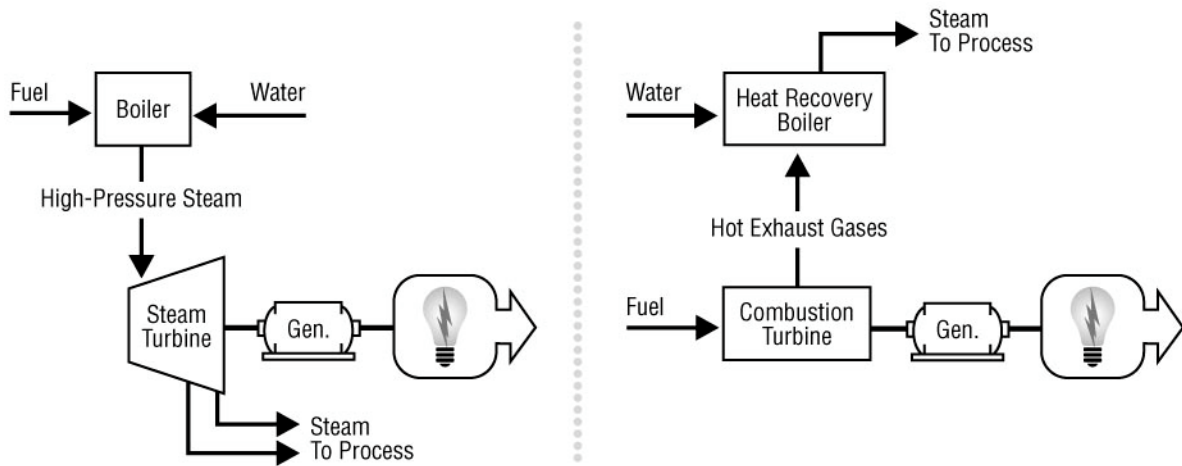 Fuel
Boiler
Water
High-Pressure Steam
Steam
Turbine
Gen.
Steam
To Process
Steam
To Process
Water
Heat Recovery
Boiler
Hot Exhaust Gases
Fuel
Combustion
Turbine
Gen.